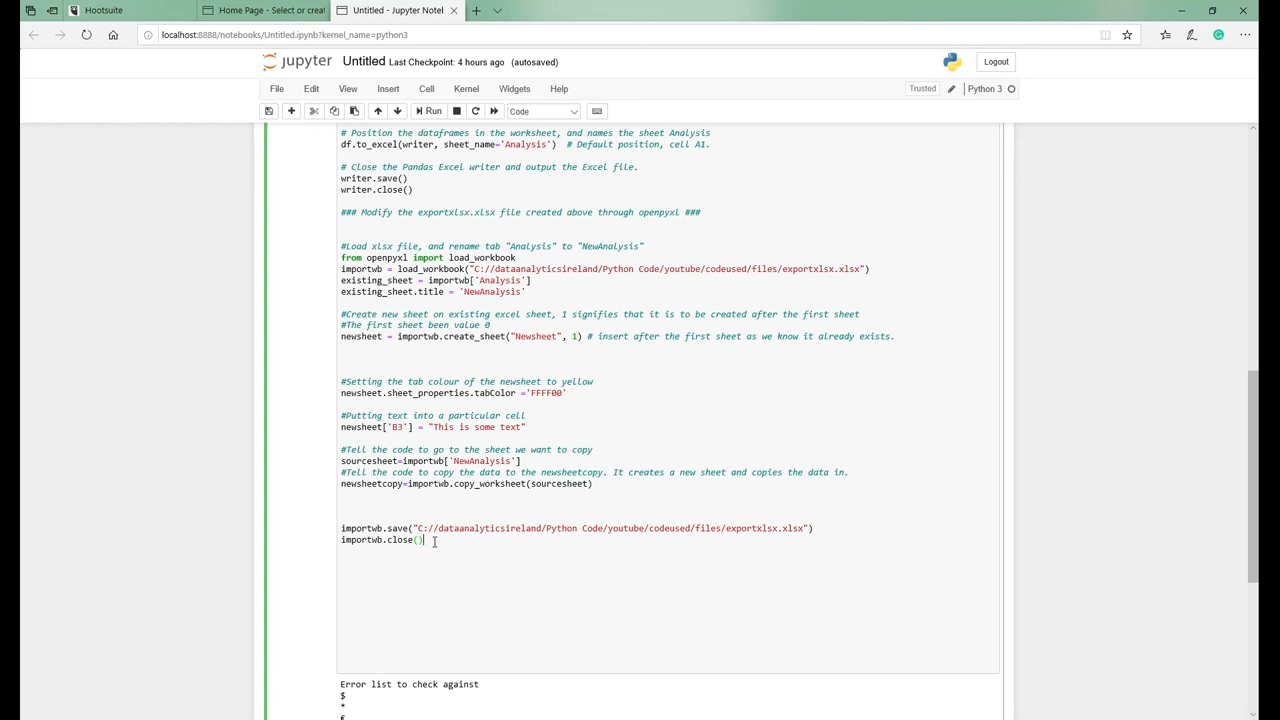 Hootsuite
Home Page - Select or creat
Untitled - Jupyter Notel
localhost:8888/notebooks/Untitled.ipynb?kernel_name=python3
jupyter Untitled Last Checkpoint: 4 hours ago (autosaved)
Logout
File Edit View Insert Cell Kernel Widgets Help
Trusted
Python 3
Run
Code
# Position the dataframes in the worksheet, and names the sheet Analysis
df.to_excel(writer, sheet_name='Analysis')  # Default position, cell A1.
# Close the Pandas Excel writer and output the Excel file.
writer.save()
writer.close()
### Modify the exportxlsx.xlsx file created above through openpyxl ###
#Load xlsx file, and rename tab "Analysis" to "NewAnalysis"
from openpyxl import load_workbook
importwb = load_workbook("C://dataanalyticsireland/Python Code/youtube/codeused/files/exportxlsx.xlsx")
existing_sheet = importwb['Analysis']
existing_sheet.title = 'NewAnalysis'
#Create new sheet on existing excel sheet, 1 signifies that it is to be created after the first sheet
#The first sheet been value 0
newsheet = importwb.create_sheet("Newsheet", 1) # insert after the first sheet as we know it already exists.
#Setting the tab colour of the newsheet to yellow
newsheet.sheet_properties.tabColor ='FFFF00'
#Putting text into a particular cell
newsheet['B3'] = "This is some text"
#Tell the code to go to the sheet we want to copy
sourcesheet=importwb['NewAnalysis']
#Tell the code to copy the data to the newsheetcopy. It creates a new sheet and copies the data in.
newsheetcopy=importwb.copy_worksheet(sourcesheet)
importwb.save("C://dataanalyticsireland/Python Code/youtube/codeused/files/exportxlsx.xlsx")
importwb.close()
Error list to check against
$
*
€